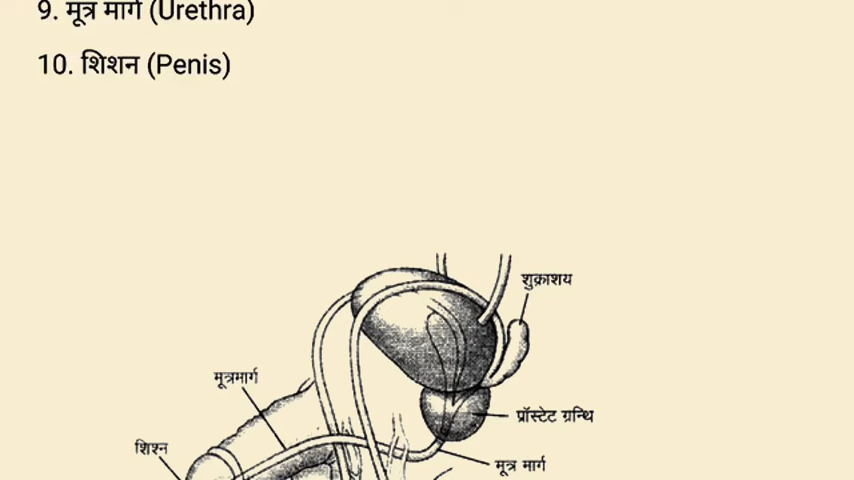 9. मूत्र मार्ग (Urethra)
10. शिशन (Penis)
शुक्राशय
मूत्रमार्ग
प्रॉस्टेट ग्रन्थि
शिश्न
मूत्र मार्ग